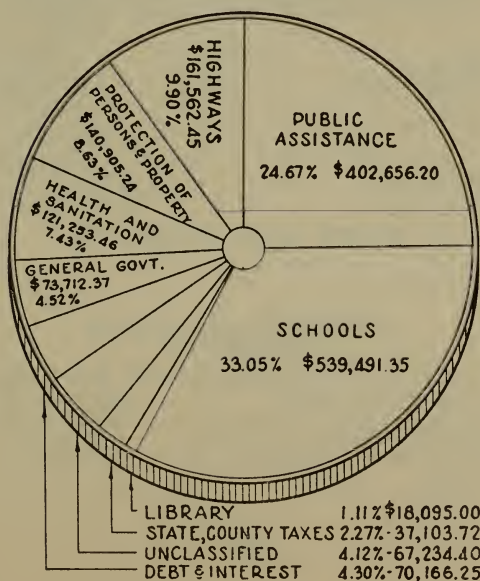 HIGHWAYS
$161,562.45
9.90%
PUBLIC
ASSISTANCE
24.67% $402,656.20
PROTECTION OF
PERSONS & PROPERTY
$140,905.24
8.63%
HEALTH AND
SANITATION
$121,253.46
7.43%
GENERAL GOVT.
$73,712.37
4.52%
SCHOOLS
33.05% $539,491.35
LIBRARY 1.11% $18,095.00
STATE, COUNTY TAXES 2.27%-37,103.72
UNCLASSIFIED 4.12%-67,234.40
DEBT & INTEREST 4.30%-70,166.25